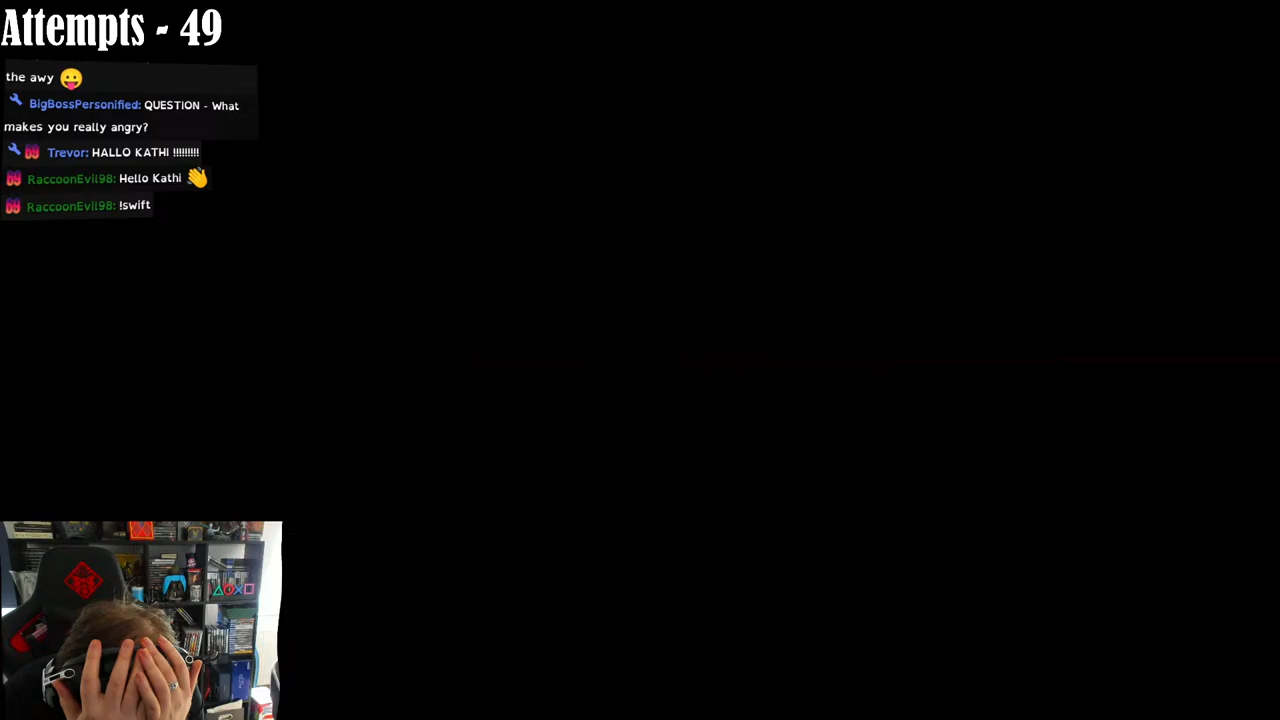 Attempts - 49
the awy 😛
BigBossPersonified: QUESTION - What
makes you really angry?
Trevor: HALLO KATHI !!!!!!!!!
RaccoonEvil98: Hello Kathi 👋
RaccoonEvil98: !swift